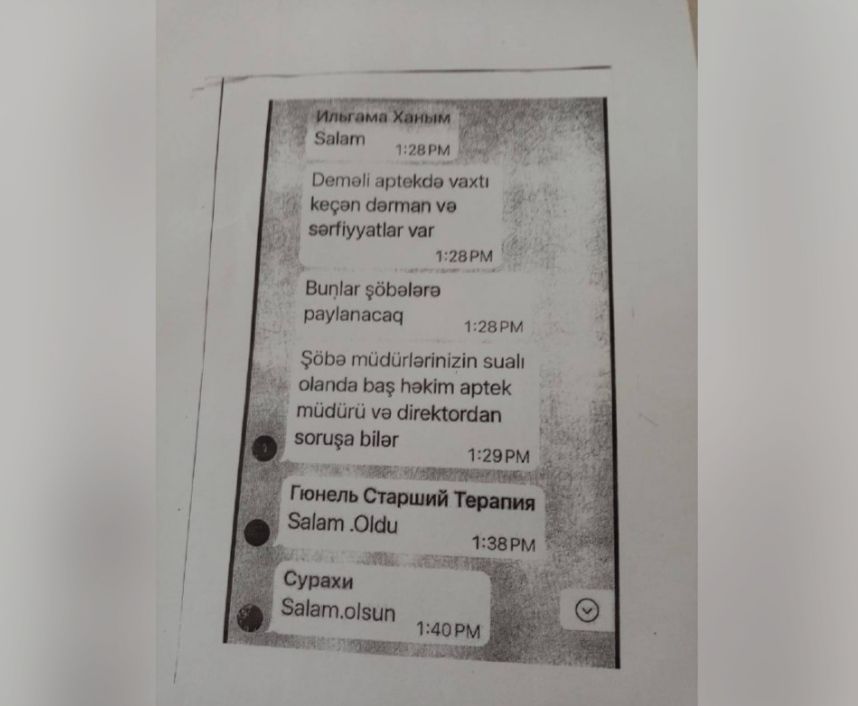 Ильгама Ханым
Salam
1:28 PM
Deməli aptekdə vaxtı
keçən dərman və
sərfiyyatlar var
1:28 PM
Bunlar şöbələrə
paylanacaq
1:28 PM
Şöbə müdürlərinizin sualı
olanda baş həkim aptek
müdürü və direktordan
soruşa bilər
1:29 PM
Гюнель Старший Терапия
Salam .Oldu
1:38 PM
Сурахи
Salam.olsun
1:40 PM